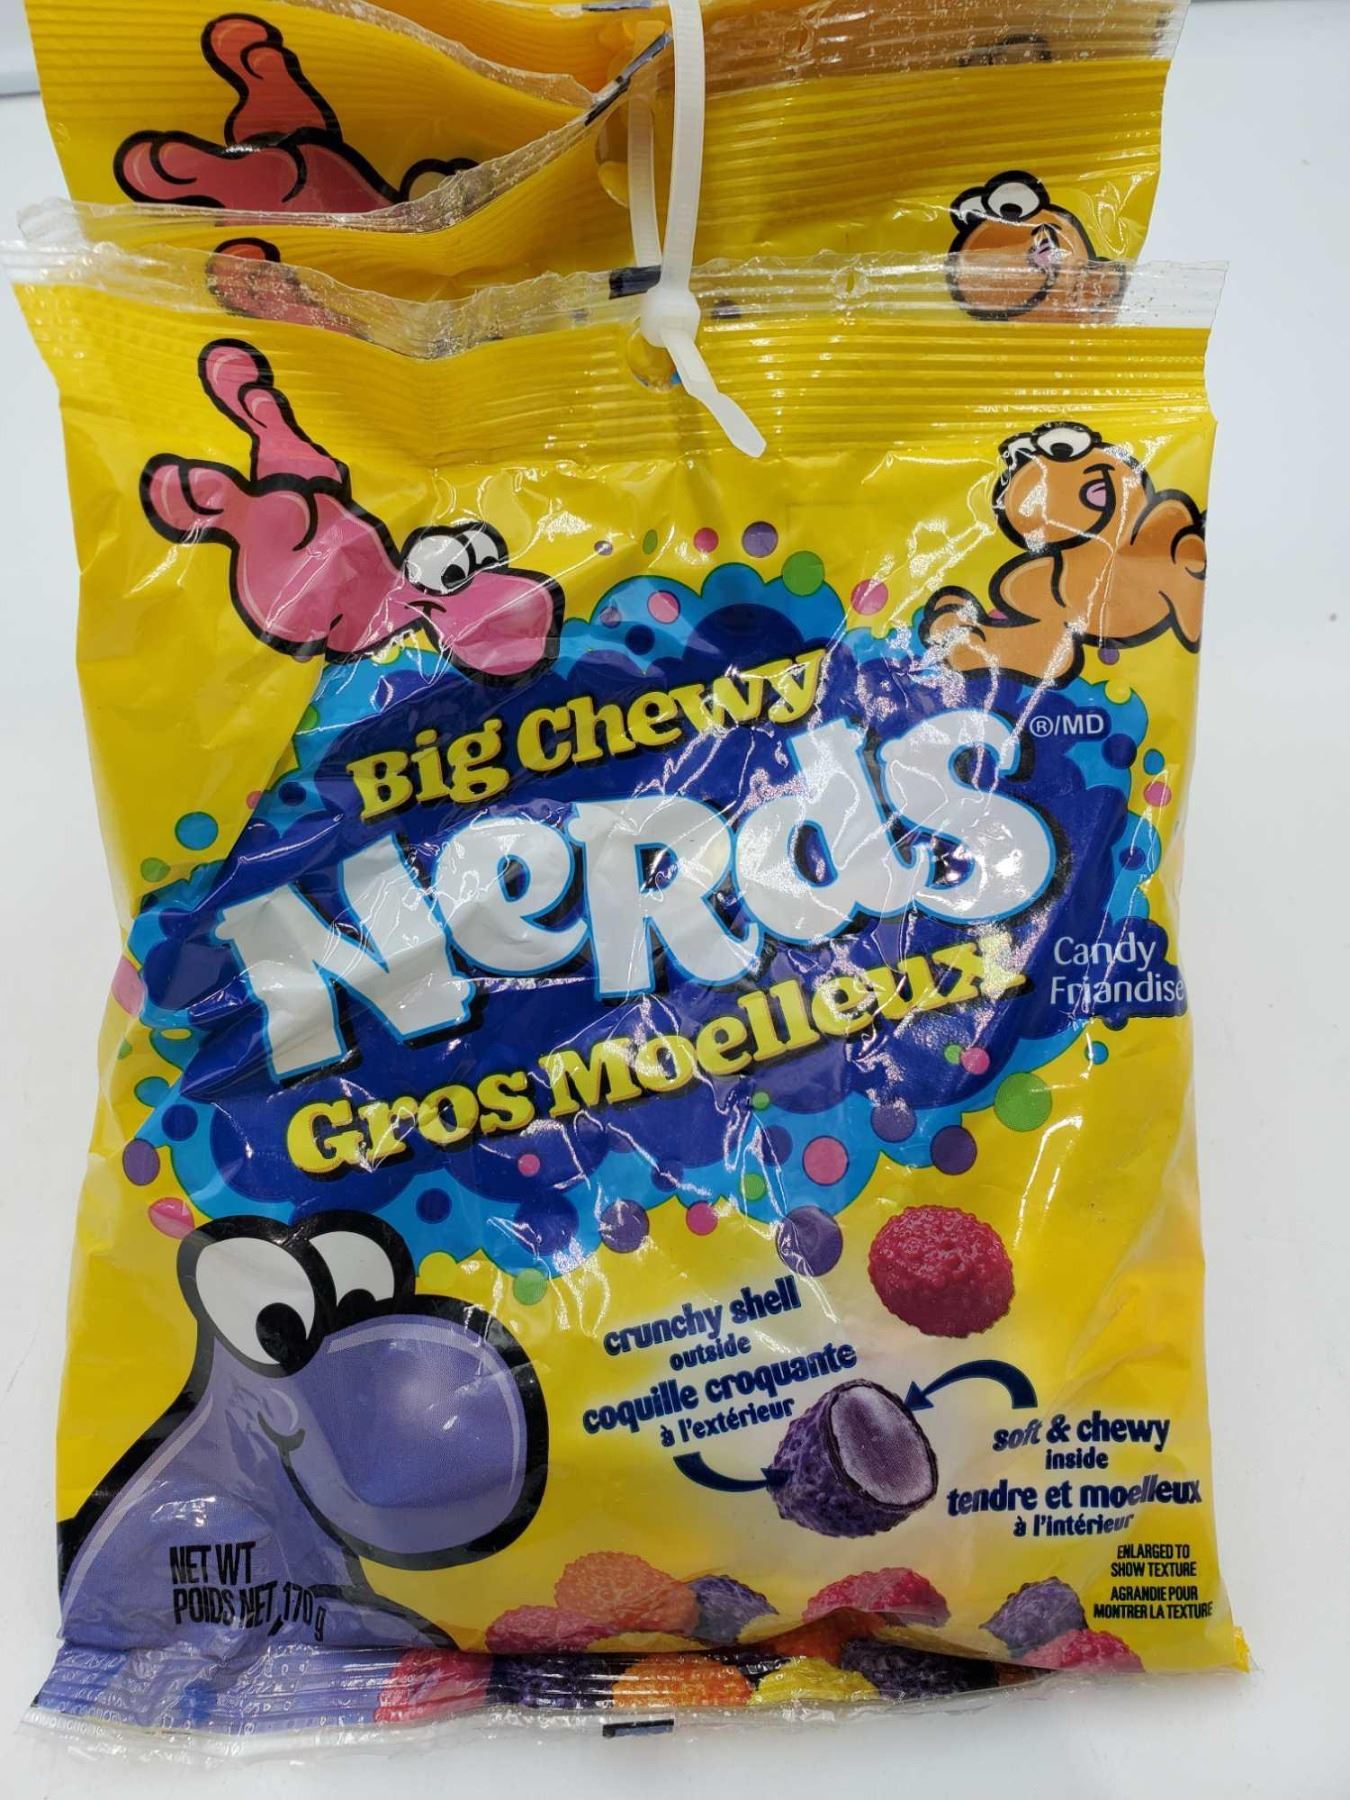 Big Chewy
NeRdS
®/MD
Gros Moelleux
Candy
Friandise
crunchy shell
outside
coquille croquante
à l'extérieur
soft & chewy
inside
tendre et moelleux
à l'intérieur
ENLARGED TO
SHOW TEXTURE
AGRANDIE POUR
MONTRER LA TEXTURE
NET WT
POIDS NET 170 g